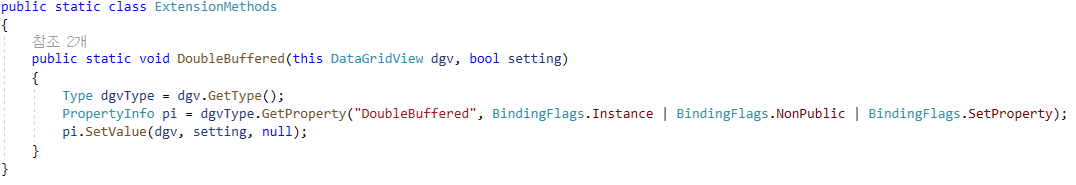 public static class ExtensionMethods
{
참조 2개
public static void DoubleBuffered(this DataGridView dgv, bool setting)
{
Type dgvType = dgv.GetType();
PropertyInfo pi = dgvType.GetProperty("DoubleBuffered", BindingFlags.Instance | BindingFlags.NonPublic | BindingFlags.SetProperty);
pi.SetValue(dgv, setting, null);
}
}